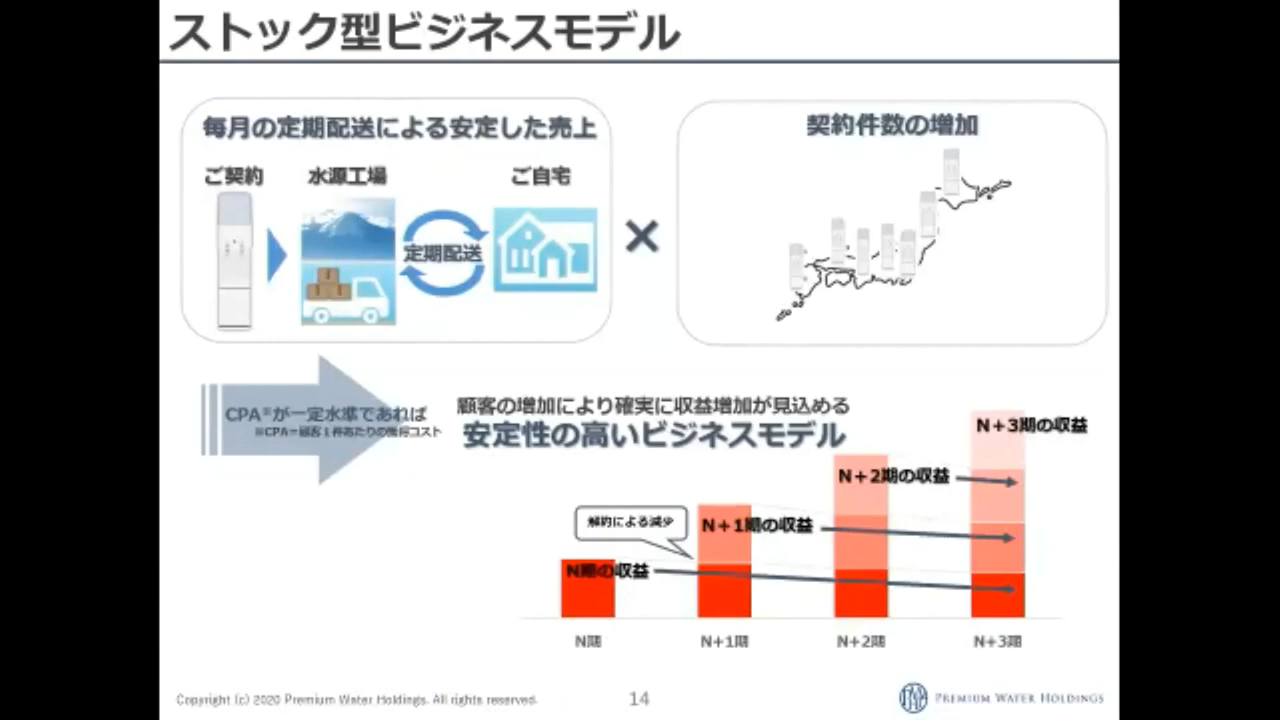 ストック型ビジネスモデル
毎月の定期配送による安定した売上
ご契約
水源工場
ご自宅
定期配送
×
契約件数の増加
CPA※が一定水準であれば
※CPA=顧客1件あたりの獲得コスト
顧客の増加により確実に収益増加が見込める
安定性の高いビジネスモデル
N+3期の収益
N+2期の収益
解約による減少
N+1期の収益
N期の収益
N期
N+1期
N+2期
N+3期
Copyright (c) 2020 Premium Water Holdings. All rights reserved.
14
PREMIUM WATER HOLDINGS